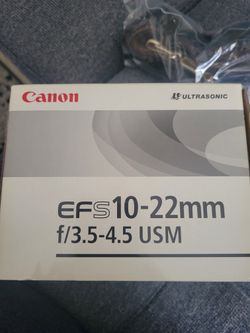 Canon
ULTRASONIC
EFS10-22mm
f/3.5-4.5 USM